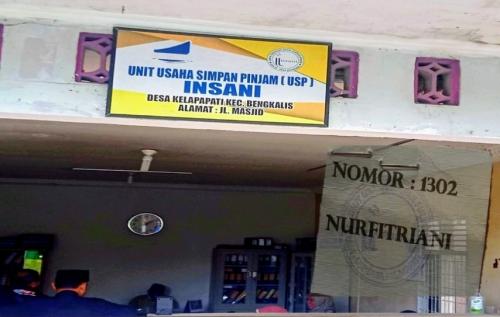 UNIT USAHA SIMPAN PINJAM ( USP )
INSANI
DESA KELAPAPATI KEC. BENGKALIS
ALAMAT : JL. MASJID
NOMOR : 1302
NURFITRIANI